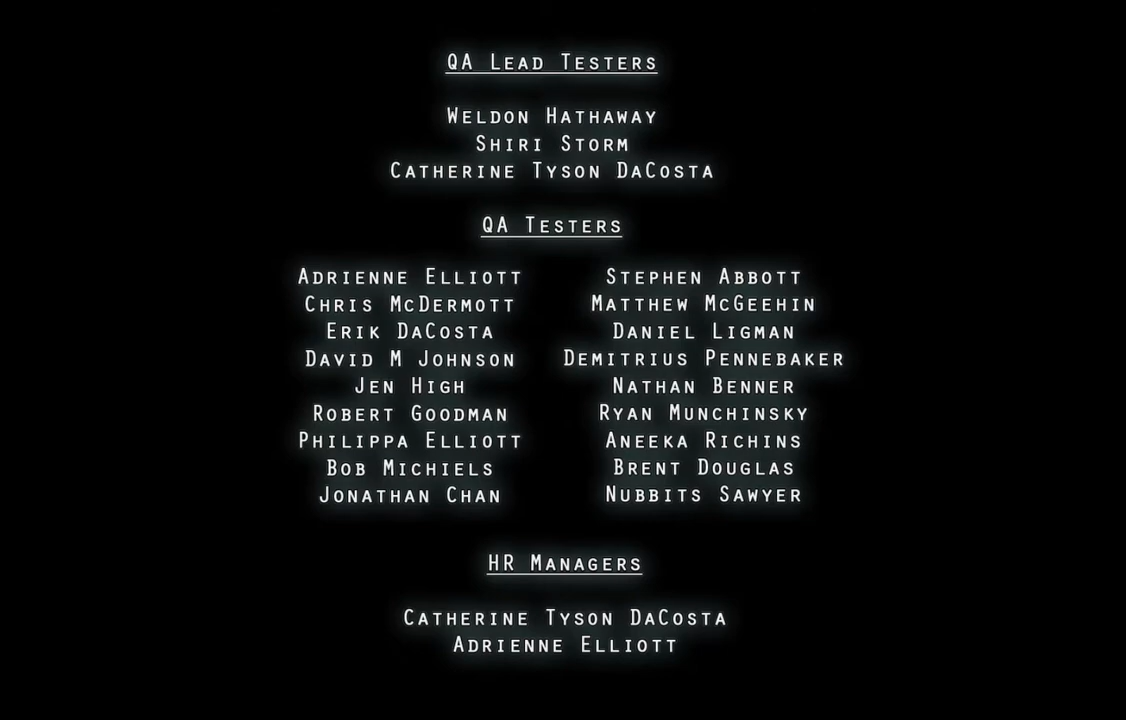 QA Lead Testers
Weldon Hathaway
Shiri Storm
Catherine Tyson DaCosta
QA Testers
Adrienne Elliott
Chris McDermott
Erik DaCosta
David M Johnson
Jen High
Robert Goodman
Philippa Elliott
Bob Michiels
Jonathan Chan
Stephen Abbott
Matthew McGeehin
Daniel Ligman
Demitrius Pennebaker
Nathan Benner
Ryan Munchinsky
Aneeka Richins
Brent Douglas
Nubbits Sawyer
HR Managers
Catherine Tyson DaCosta
Adrienne Elliott